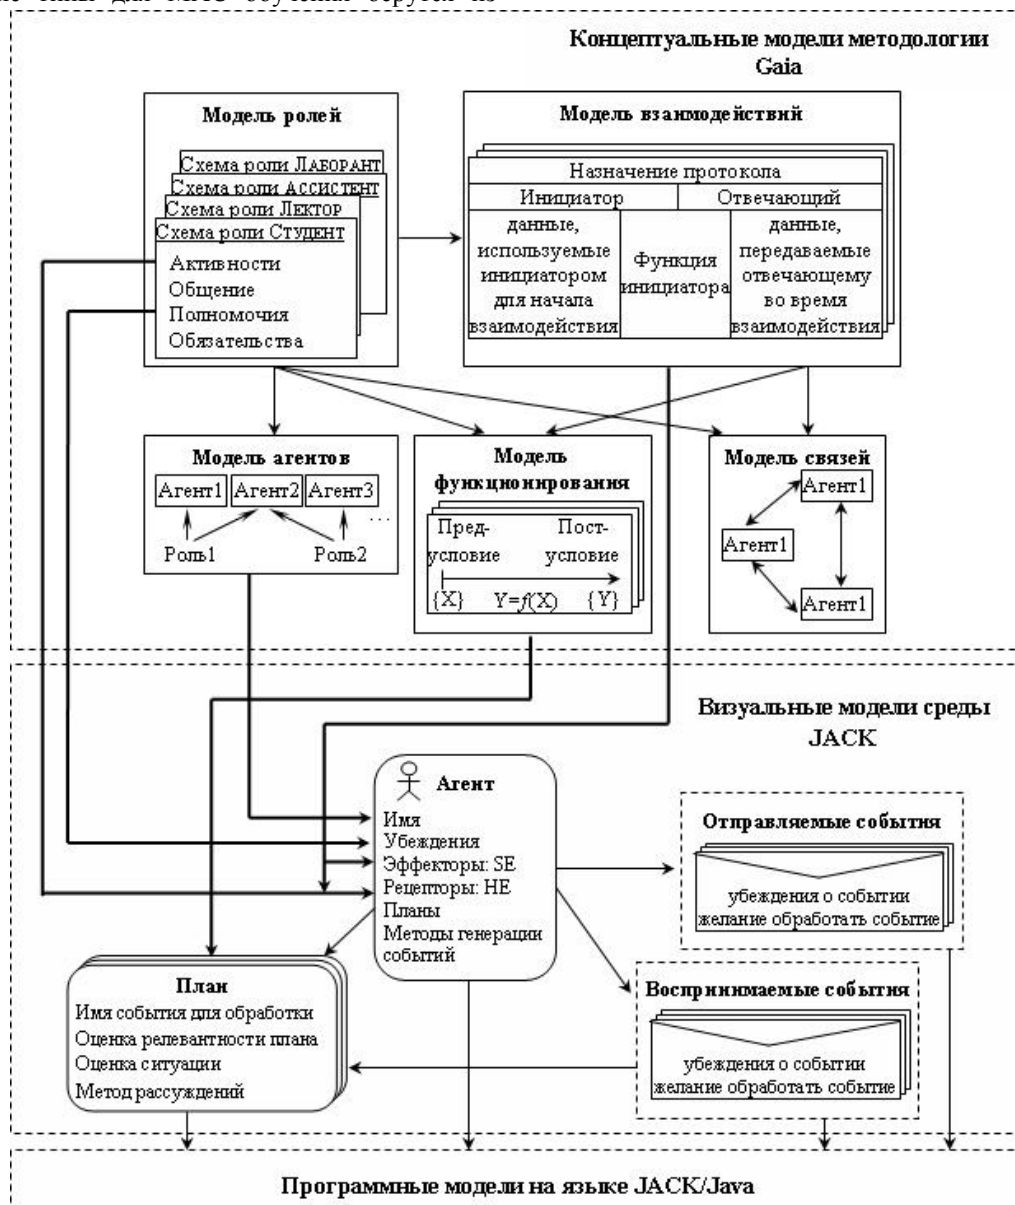 Концептуальные модели методологии
Gaia
Модель ролей
Схема роли ЛАБОРАНТ
Схема роли АССИСТЕНТ
Схема роли ЛЕКТОР
Схема роли СТУДЕНТ
Активности
Общение
Полномочия
Обязательства
Модель взаимодействий
Назначение протокола
Инициатор
Отвечающий
данные,
используемые
инициатором
для начала
взаимодействия
Функция
инициатора
данные,
передаваемые
отвечающему
во время
взаимодействия
Модель агентов
Агент1
Агент2
Агент3
...
Роль1
Роль2
Модель
функционирования
Пред-
условие
Пост-
условие
{X}
Y=f(X)
{Y}
Модель связей
Агент1
Агент1
Агент1
Визуальные модели среды
JACK
Агент
Имя
Убеждения
Эффекторы: SE
Рецепторы: HE
Планы
Методы генерации
событий
Отправляемые события
убеждения о событии
желание обработать событие
План
Имя события для обработки
Оценка релевантности плана
Оценка ситуации
Метод рассуждений
Воспринимаемые события
убеждения о событии
желание обработать событие
Программные модели на языке JACK/Java